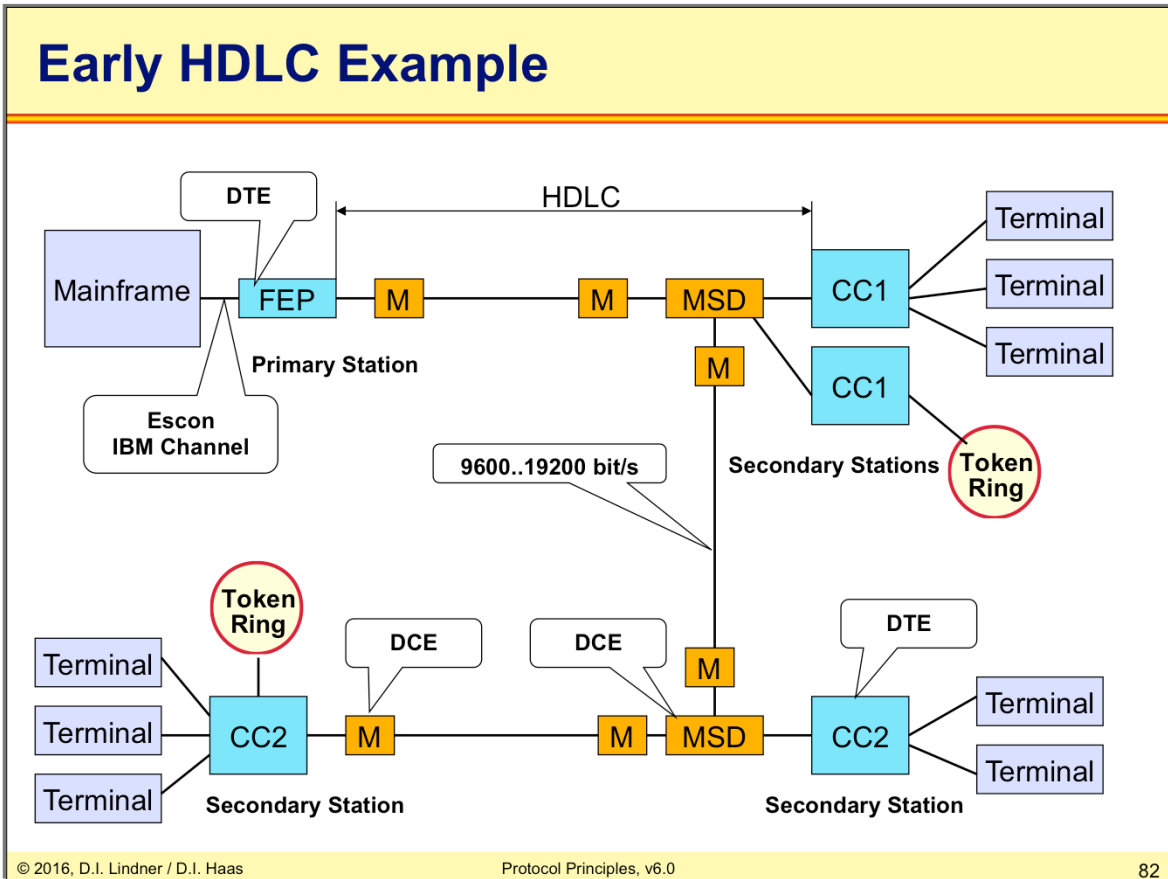 Early HDLC Example
DTE
HDLC
Terminal
Mainframe
FEP
M
M
MSD
CC1
Terminal
Terminal
Primary Station
M
CC1
Escon
IBM Channel
9600..19200 bit/s
Secondary Stations
Token
Ring
Token
Ring
DCE
DCE
DTE
Terminal
M
Terminal
Terminal
CC2
M
M
MSD
CC2
Terminal
Terminal
Secondary Station
Secondary Station
© 2016, D.I. Lindner / D.I. Haas
Protocol Principles, v6.0
82